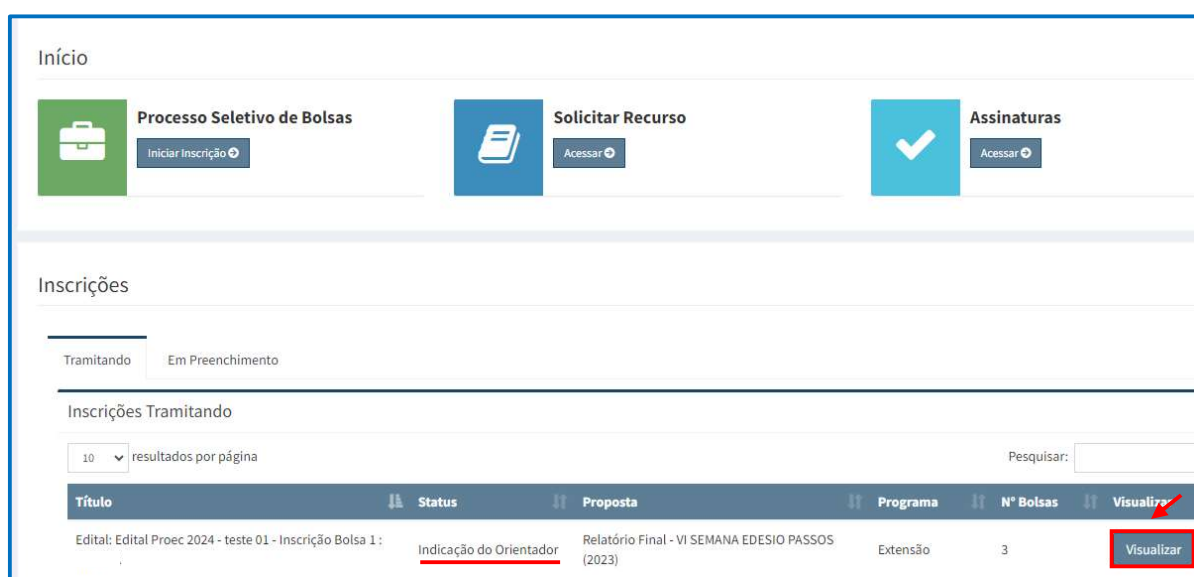 Início
Processo Seletivo de Bolsas
Iniciar Inscrição
Solicitar Recurso
Acessar
Assinaturas
Acessar
Inscrições
Tramitando Em Preenchimento
Inscrições Tramitando
10 resultados por página Pesquisar:
Título Status Proposta Programa N° Bolsas Visualizar
Edital: Edital Proec 2024 - teste 01 - Inscrição Bolsa 1 :
Indicação do Orientador
Relatório Final - VI SEMANA EDESIO PASSOS
(2023)
Extensão
3
Visualizar